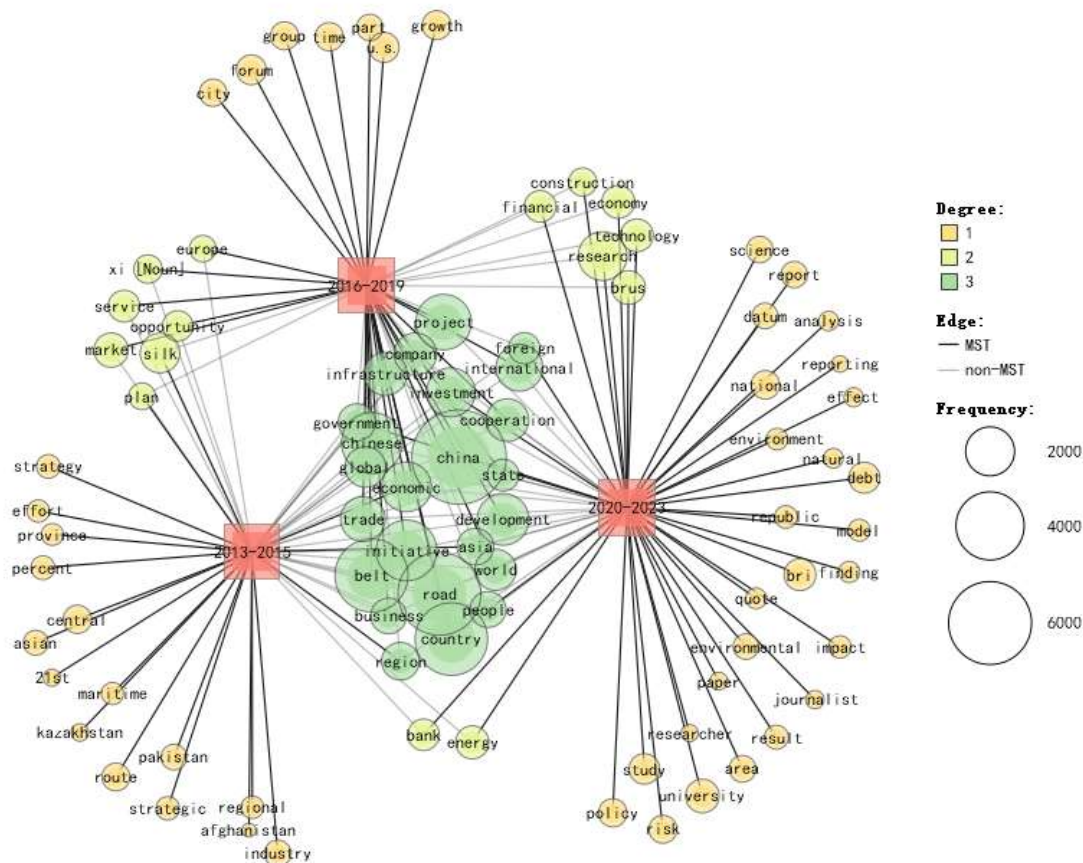 growth
part
group
time
u.s.
forum
city
construction
economy
financial
technology
research
brus
europe
xi [Noun]
2016-2019
service
opportunity
market
silk
plan
project
company
foreign
infrastructure
international
investment
government
cooperation
chinese
china
global
state
economic
trade
development
2013-2015
initiative
asia
belt
world
road
business
people
country
region
bank
energy
2020-2023
science
report
datum
analysis
reporting
national
effect
environment
natural
debt
republic
model
bri
finding
quote
environmental
impact
paper
journalist
researcher
result
study
area
university
policy
risk
strategy
effort
province
percent
central
asian
21st
maritime
kazakhstan
pakistan
route
strategic
regional
afghanistan
industry
Degree:
1
2
3
Edge:
MST
non-MST
Frequency:
2000
4000
6000